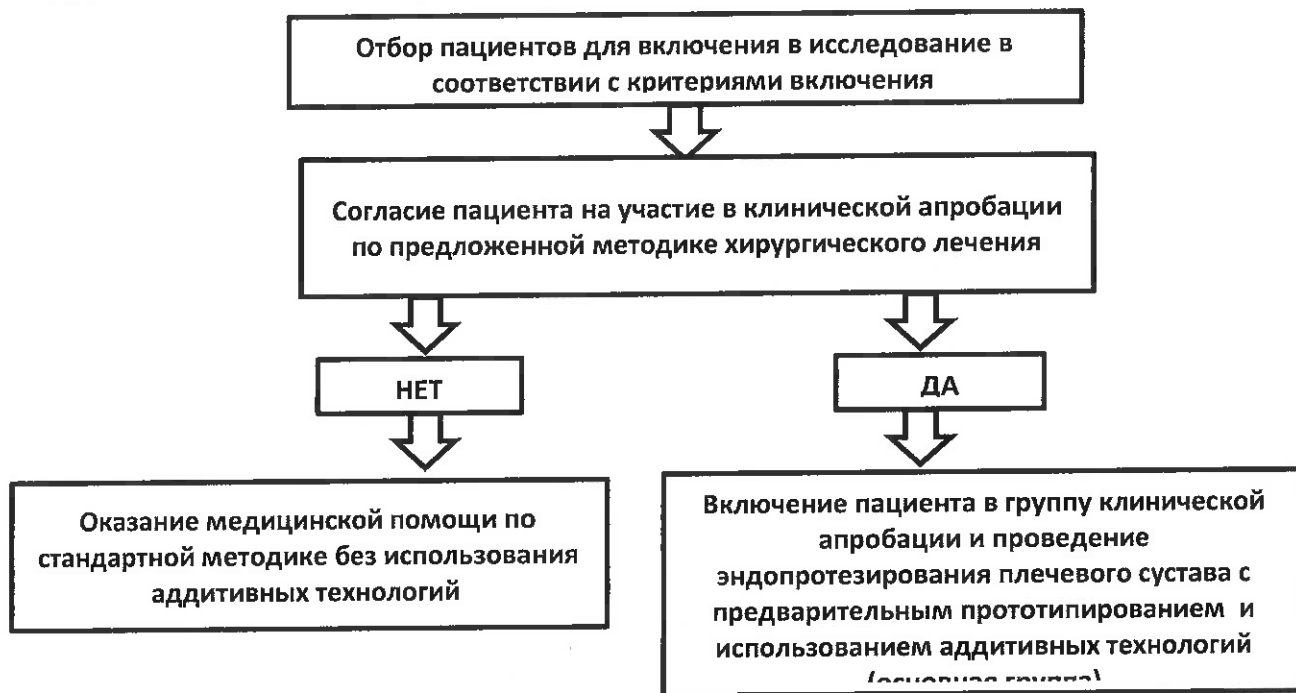 Отбор пациентов для включения в исследование в
соответствии с критериями включения
Согласие пациента на участие в клинической апробации
по предложенной методике хирургического лечения
НЕТ
ДА
Оказание медицинской помощи по
стандартной методике без использования
аддитивных технологий
Включение пациента в группу клинической
апробации и проведение
эндопротезирования плечевого сустава с
предварительным прототипированием и
использованием аддитивных технологий
(основная группа)